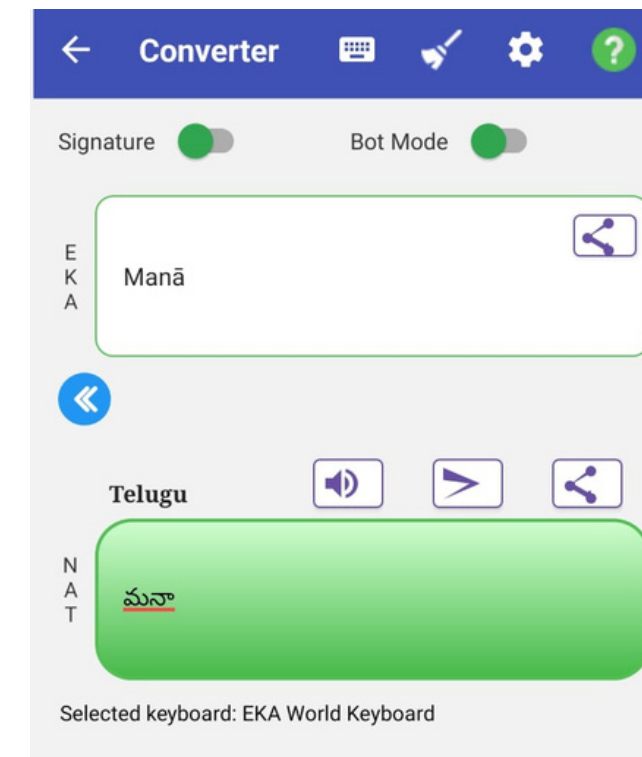 Converter ?
Signature Bot Mode
E
K
A
Manā
Telugu
N
A
T
మనా
Selected keyboard: EKA World Keyboard